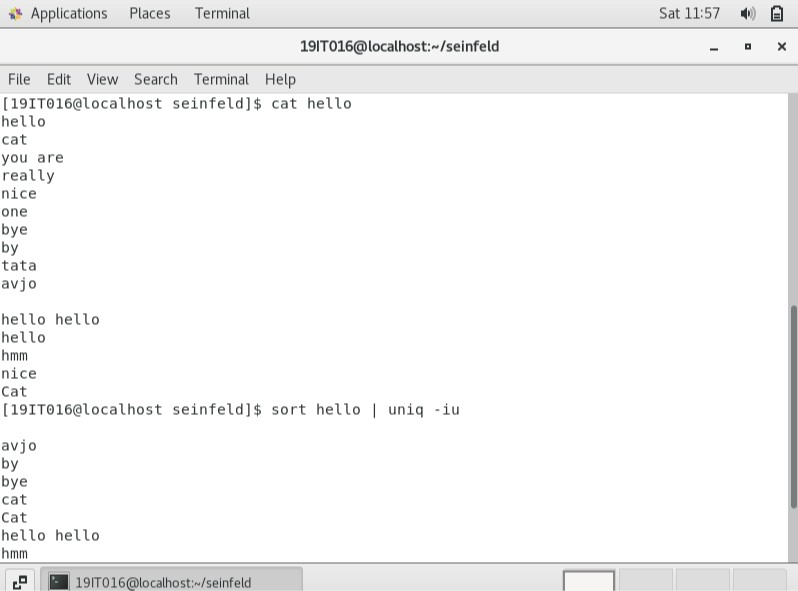 Applications Places Terminal Sat 11:57
19IT016@localhost:~/seinfeld
File Edit View Search Terminal Help
[19IT016@localhost seinfeld]$ cat hello
hello
cat
you are
really
nice
one
bye
by
tata
avjo
hello hello
hello
hmm
nice
Cat
[19IT016@localhost seinfeld]$ sort hello | uniq -iu
avjo
by
bye
cat
Cat
hello hello
hmm
19IT016@localhost:~/seinfeld